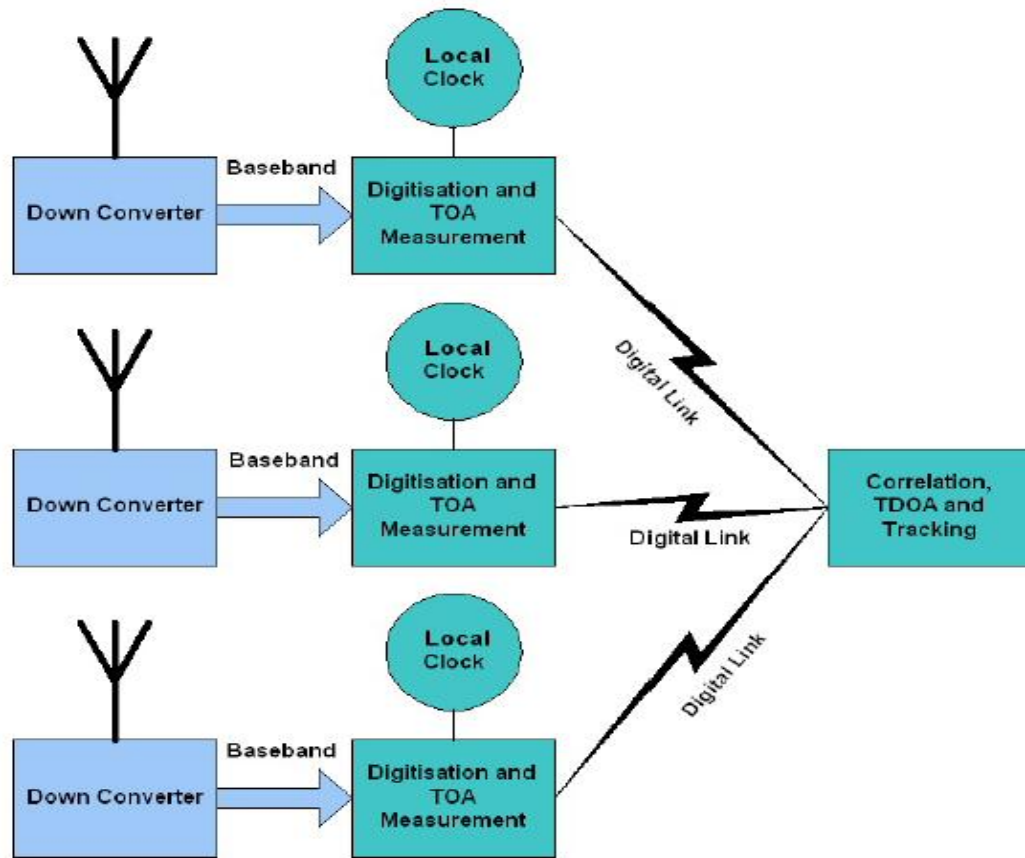 Local
Clock
Baseband
Down Converter
Digitisation and
TOA
Measurement
Digital Link
Local
Clock
Baseband
Down Converter
Digitisation and
TOA
Measurement
Digital Link
Correlation,
TDOA and
Tracking
Local
Clock
Baseband
Down Converter
Digitisation and
TOA
Measurement
Digital Link